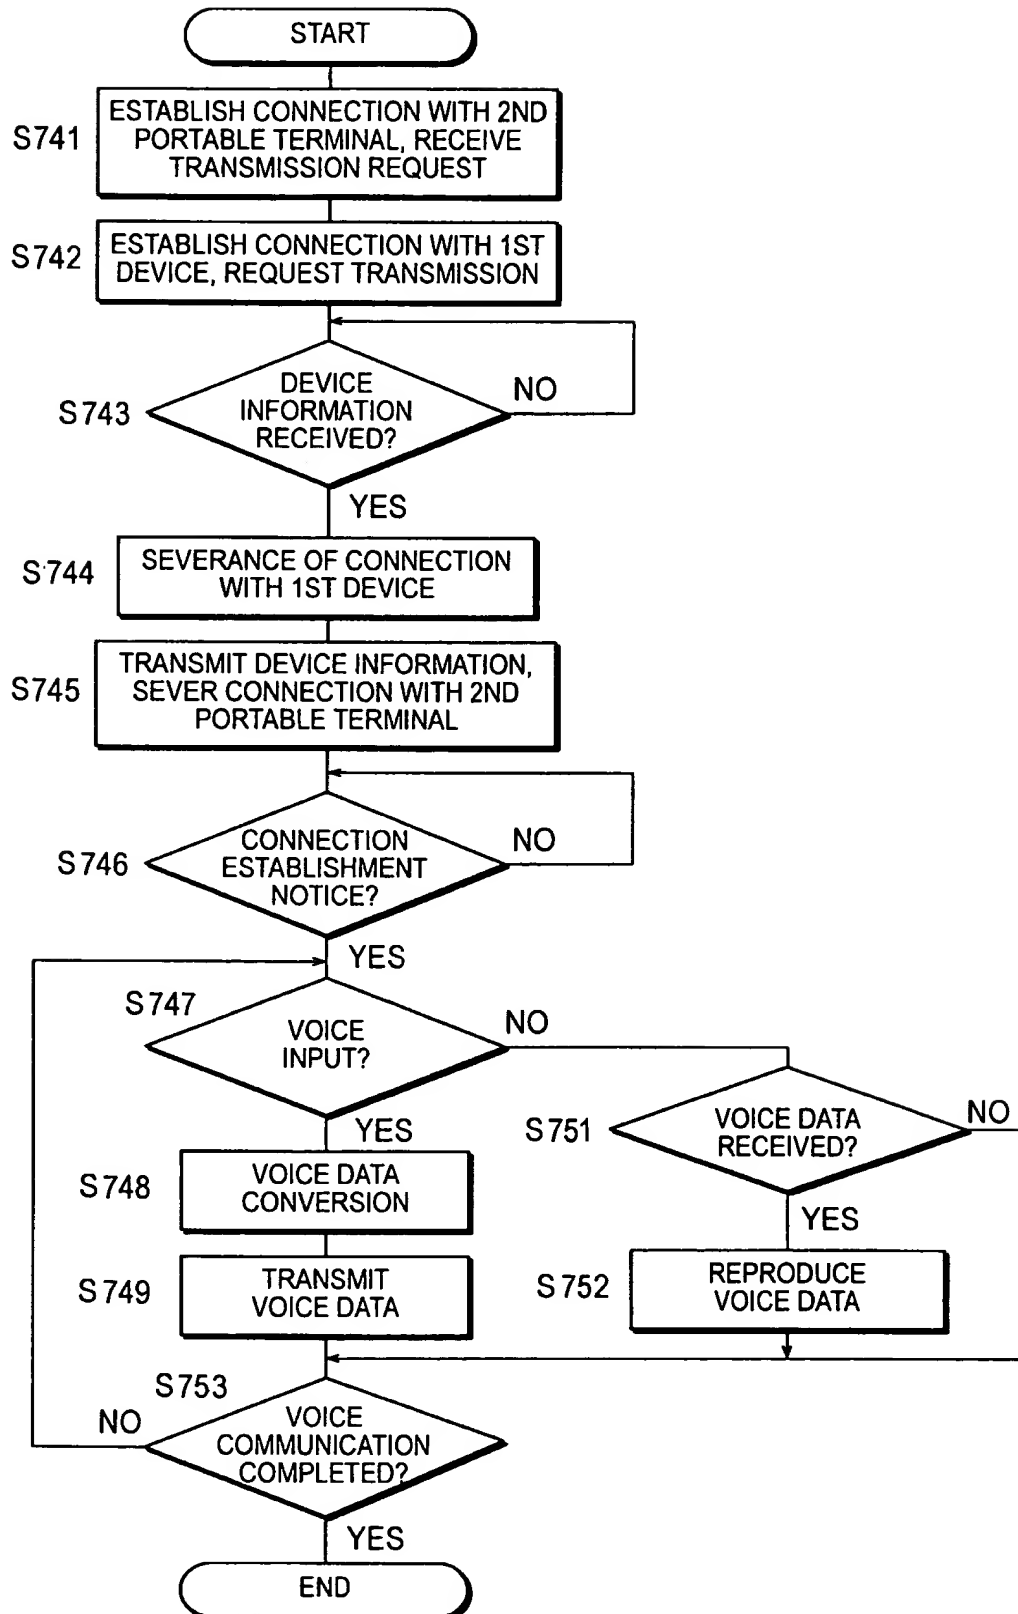 START
S741
ESTABLISH CONNECTION WITH 2ND
PORTABLE TERMINAL, RECEIVE
TRANSMISSION REQUEST
S742
ESTABLISH CONNECTION WITH 1ST
DEVICE, REQUEST TRANSMISSION
S743
DEVICE
INFORMATION
RECEIVED?
NO
YES
S744
SEVERANCE OF CONNECTION
WITH 1ST DEVICE
S745
TRANSMIT DEVICE INFORMATION,
SEVER CONNECTION WITH 2ND
PORTABLE TERMINAL
S746
CONNECTION
ESTABLISHMENT
NOTICE?
NO
YES
S747
VOICE
INPUT?
NO
YES
S751
VOICE DATA
RECEIVED?
NO
YES
S748
VOICE DATA
CONVERSION
S749
TRANSMIT
VOICE DATA
S752
REPRODUCE
VOICE DATA
S753
VOICE
COMMUNICATION
COMPLETED?
NO
YES
END